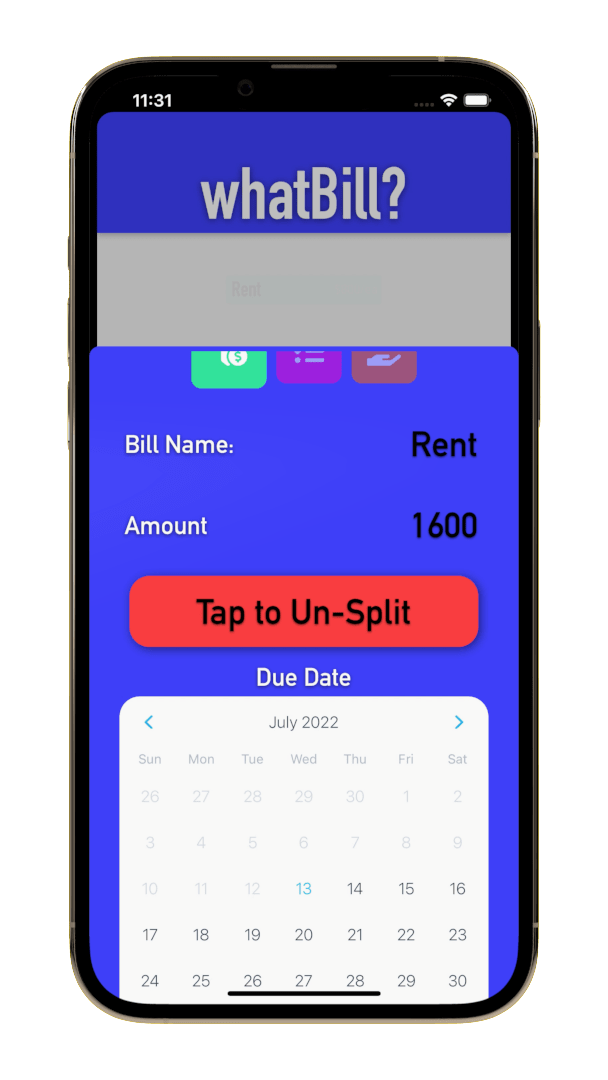 11:31
whatBill?
Rent
$
Bill Name: Rent
Amount 1600
Tap to Un-Split
Due Date
July 2022
Sun Mon Tue Wed Thu Fri Sat
26 27 28 29 30 1 2
3 4 5 6 7 8 9
10 11 12 13 14 15 16
17 18 19 20 21 22 23
24 25 26 27 28 29 30